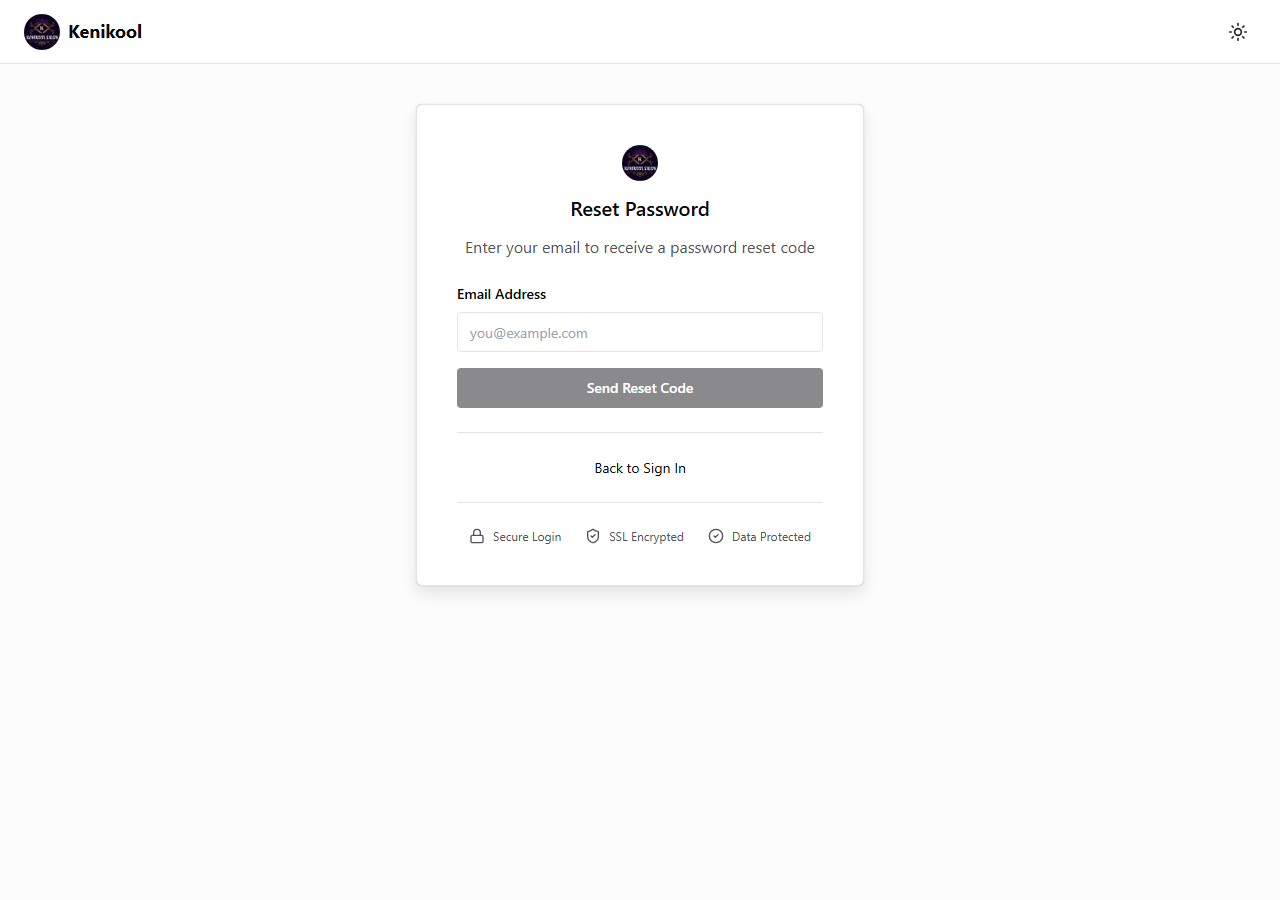 Kenikool
Reset Password
Enter your email to receive a password reset code
Email Address
you@example.com
Send Reset Code
Back to Sign In
Secure Login SSL Encrypted Data Protected